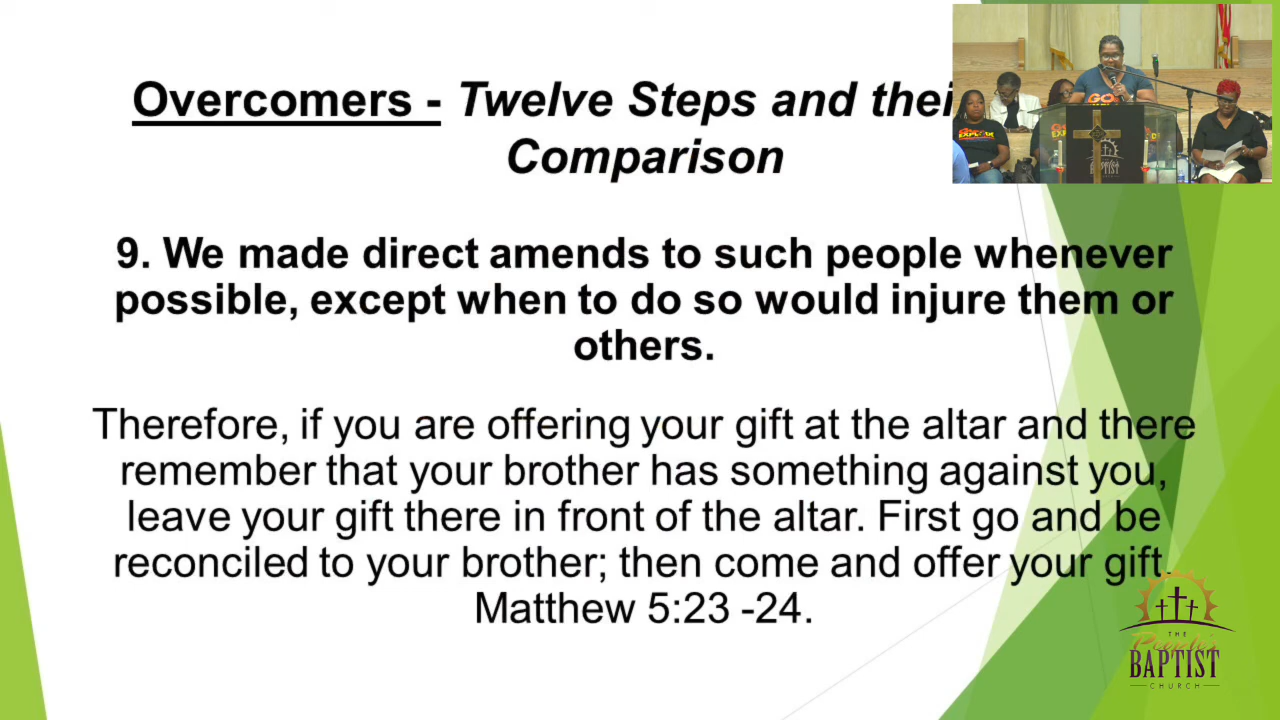 Overcomers - Twelve Steps and
Comparison
9. We made direct amends to such people whenever
possible, except when to do so would injure them or
others.
Therefore, if you are offering your gift at the altar and there
remember that your brother has something against you,
leave your gift there in front of the altar. First go and be
reconciled to your brother; then come and offer your gift.
Matthew 5:23 -24.
THE
People's
BAPTIST
CHURCH
BAPTIST